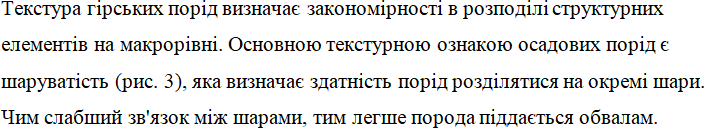 Текстура гірських порід визначає закономірності в розподілі структурних
елементів на макрорівні. Основною текстурною ознакою осадових порід є
шаруватість (рис. 3), яка визначає здатність порід розділятися на окремі шари.
Чим слабший зв'язок між шарами, тим легше порода піддається обвалам.